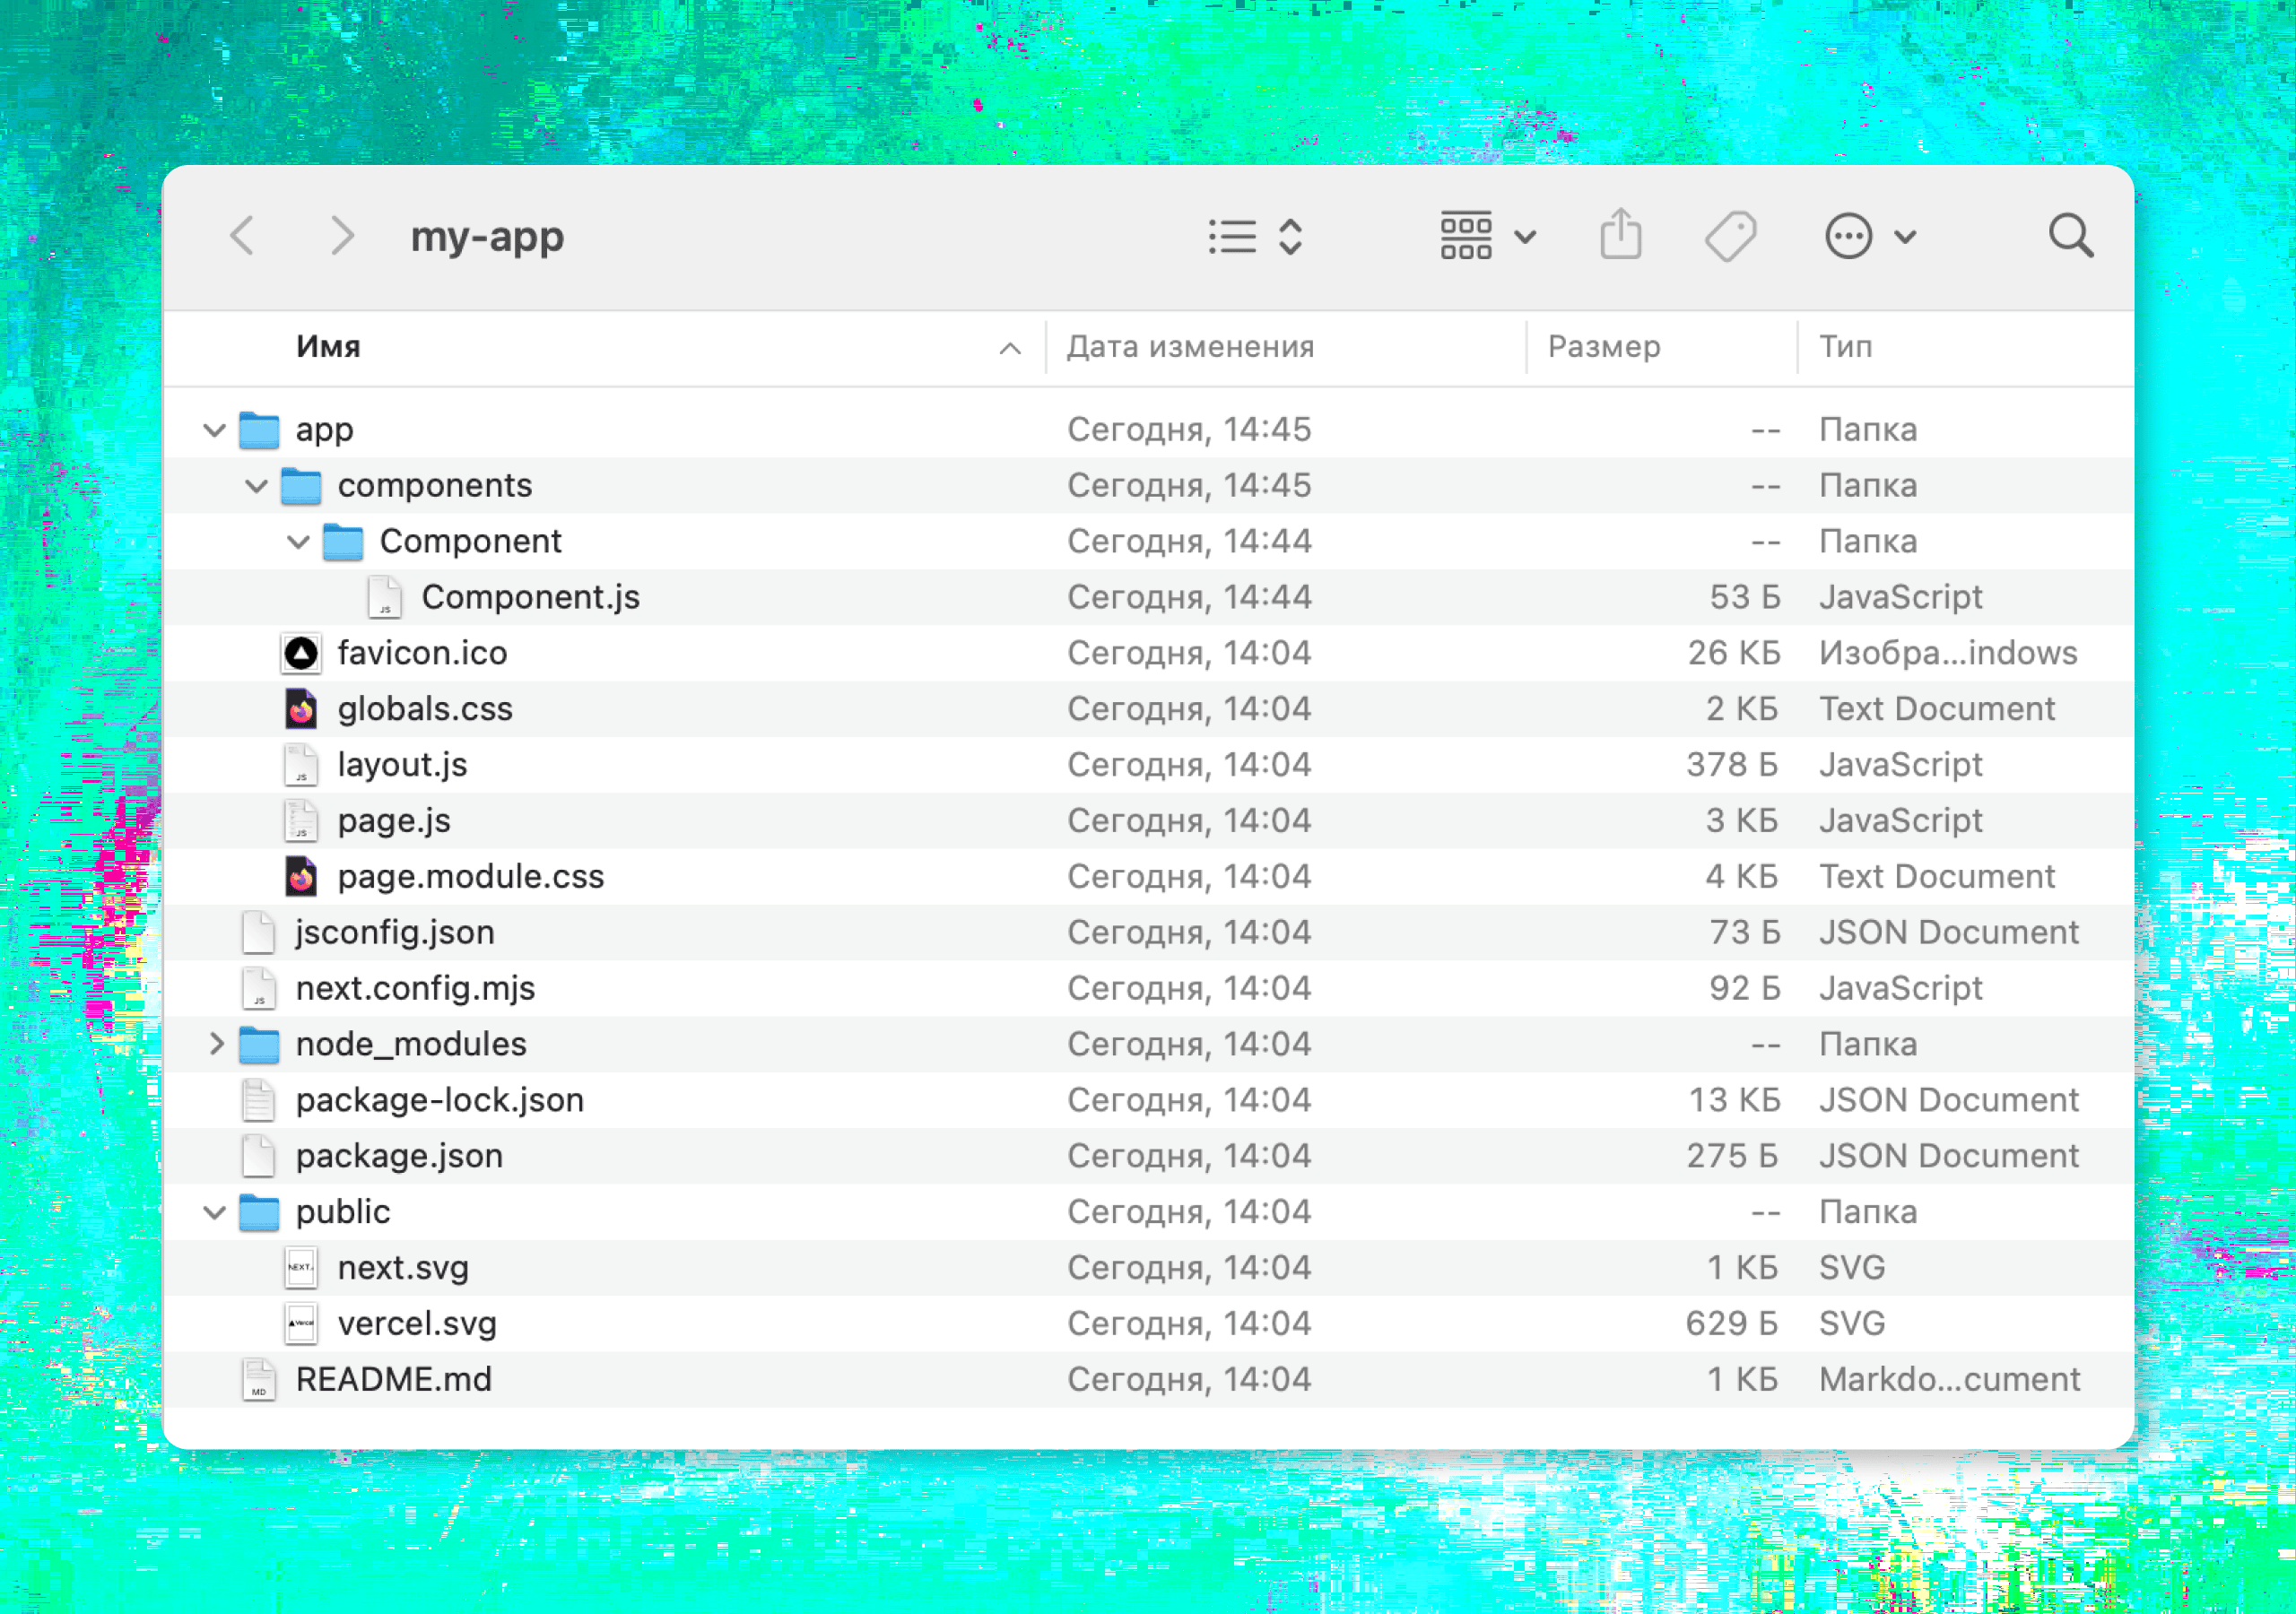 my-app
Имя Дата изменения Размер Тип
app Сегодня, 14:45 -- Папка
components Сегодня, 14:45 -- Папка
Component Сегодня, 14:44 -- Папка
JS Component.js Сегодня, 14:44 53 Б JavaScript
favicon.ico Сегодня, 14:04 26 КБ Изобра...indows
globals.css Сегодня, 14:04 2 КБ Text Document
JS layout.js Сегодня, 14:04 378 Б JavaScript
JS page.js Сегодня, 14:04 3 КБ JavaScript
page.module.css Сегодня, 14:04 4 КБ Text Document
jsconfig.json Сегодня, 14:04 73 Б JSON Document
JS next.config.mjs Сегодня, 14:04 92 Б JavaScript
node_modules Сегодня, 14:04 -- Папка
package-lock.json Сегодня, 14:04 13 КБ JSON Document
package.json Сегодня, 14:04 275 Б JSON Document
public Сегодня, 14:04 -- Папка
NEXT. next.svg Сегодня, 14:04 1 КБ SVG
Vercel vercel.svg Сегодня, 14:04 629 Б SVG
MD README.md Сегодня, 14:04 1 КБ Markdo...cument